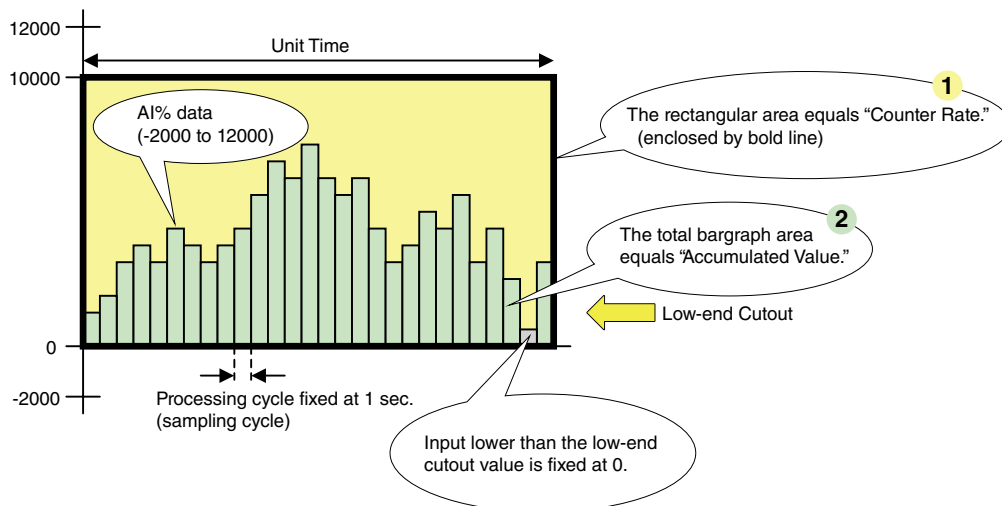 12000
Unit Time
10000
AI% data
(-2000 to 12000)
1
The rectangular area equals “Counter Rate.”
(enclosed by bold line)
2
The total bargraph area
equals “Accumulated Value.”
Low-end Cutout
0
-2000
Processing cycle fixed at 1 sec.
(sampling cycle)
Input lower than the low-end
cutout value is fixed at 0.